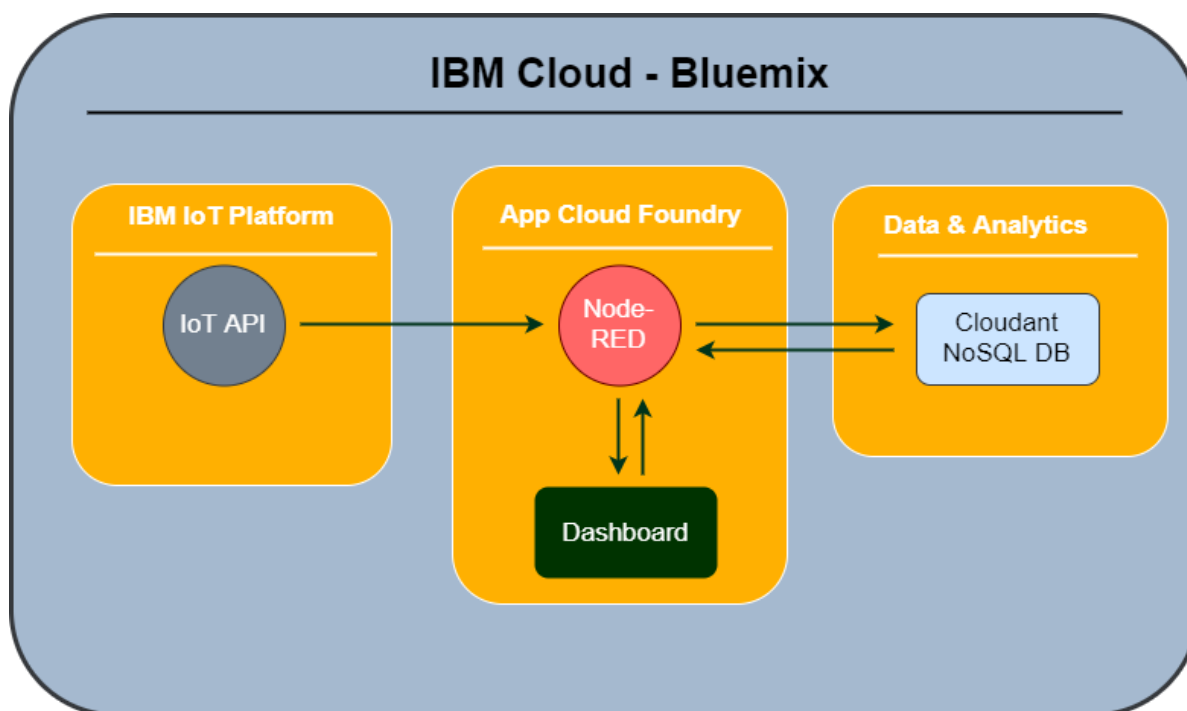 IBM Cloud - Bluemix
IBM IoT Platform
IoT API
App Cloud Foundry
Node-
RED
Dashboard
Data & Analytics
Cloudant
NoSQL DB